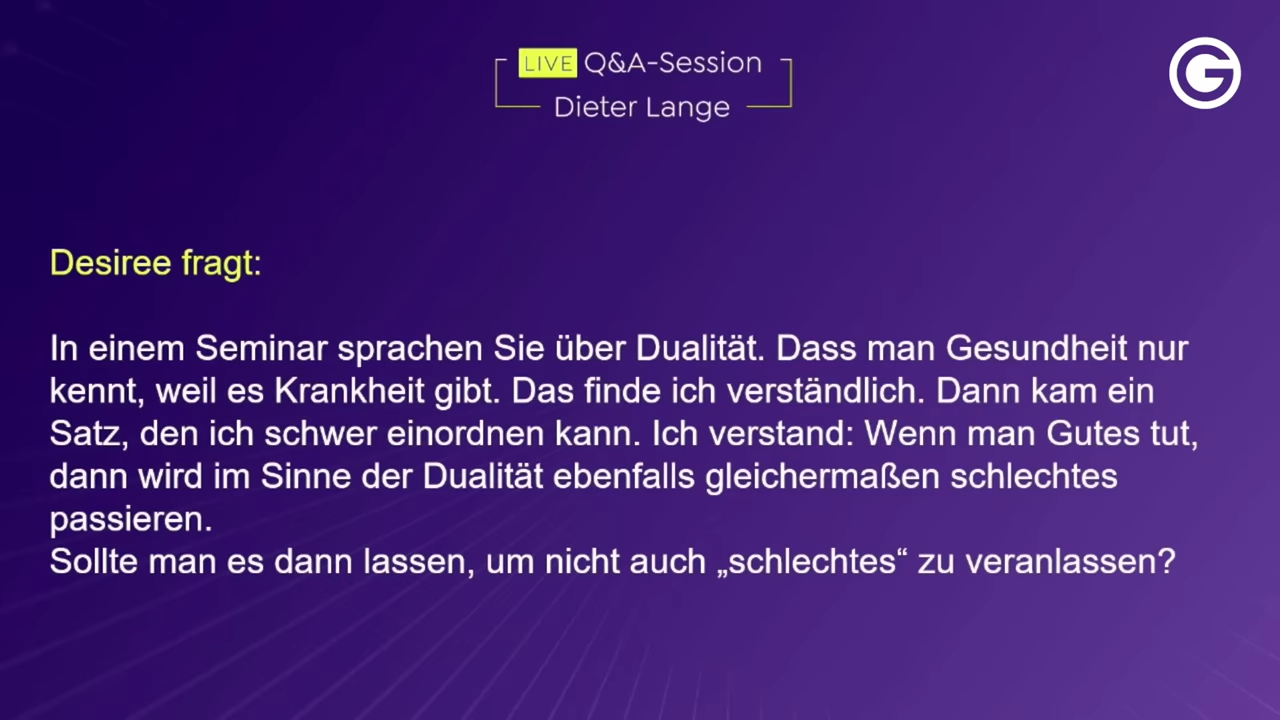 LIVE Q&A-Session
Dieter Lange
G
Desiree fragt:
In einem Seminar sprachen Sie über Dualität. Dass man Gesundheit nur
kennt, weil es Krankheit gibt. Das finde ich verständlich. Dann kam ein
Satz, den ich schwer einordnen kann. Ich verstand: Wenn man Gutes tut,
dann wird im Sinne der Dualität ebenfalls gleichermaßen schlechtes
passieren.
Sollte man es dann lassen, um nicht auch „schlechtes“ zu veranlassen?